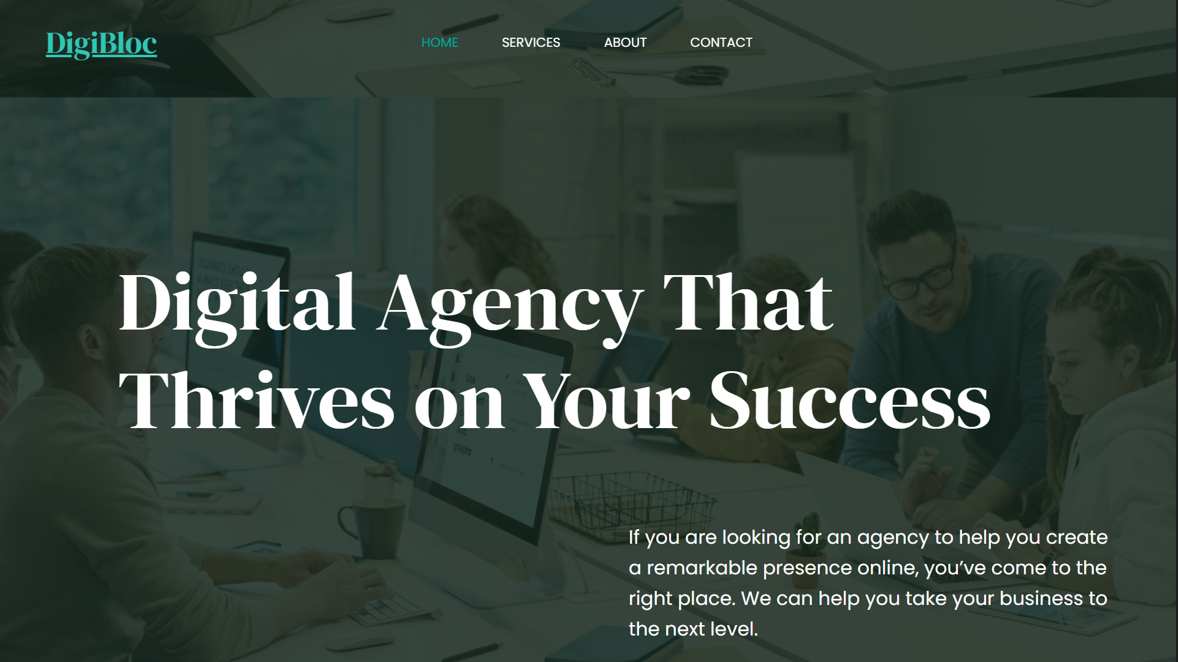 DigiBloc
HOME SERVICES ABOUT CONTACT
Digital Agency That
Thrives on Your Success
If you are looking for an agency to help you create
a remarkable presence online, you’ve come to the
right place. We can help you take your business to
the next level.